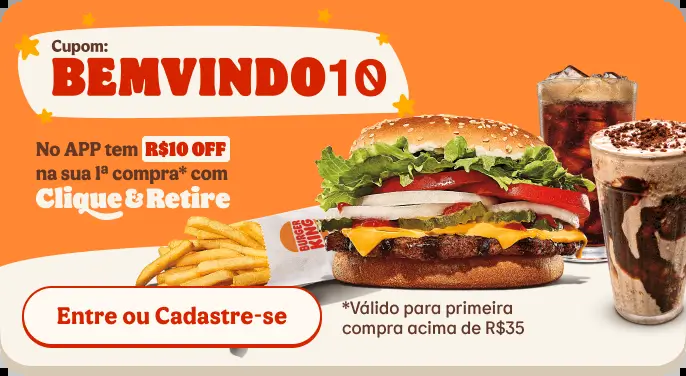 Cupom:
BEMVINDO10
No APP tem R$10 OFF
na sua 1ª compra* com
Clique & Retire
BURGER
KING
Entre ou Cadastre-se
*Válido para primeira
compra acima de R$35